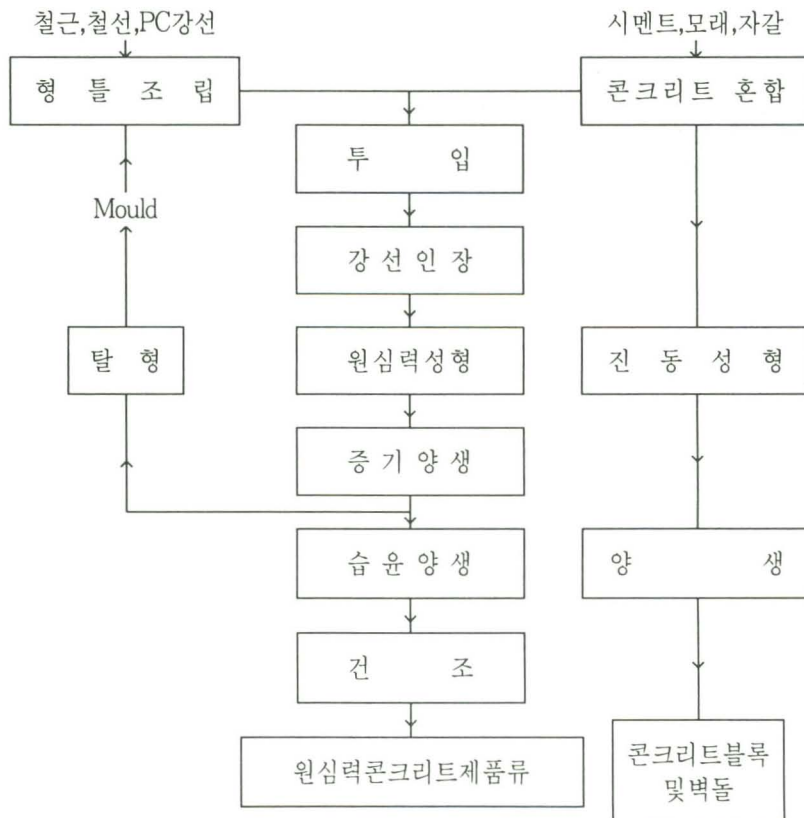 철근,철선,PC강선
시멘트,모래,자갈
형 틀 조 립
콘크리트 혼합
투 입
Mould
강 선 인 장
탈 형
원심력성형
진 동 성 형
증 기 양 생
습 윤 양 생
양 생
건 조
원심력콘크리트제품류
콘크리트블록
및벽돌